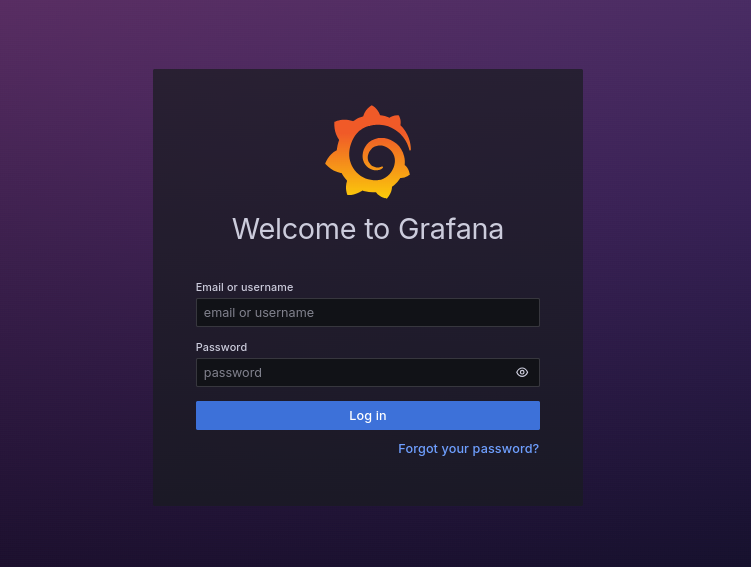 Welcome to Grafana
Email or username
email or username
Password
password
Log in
Forgot your password?